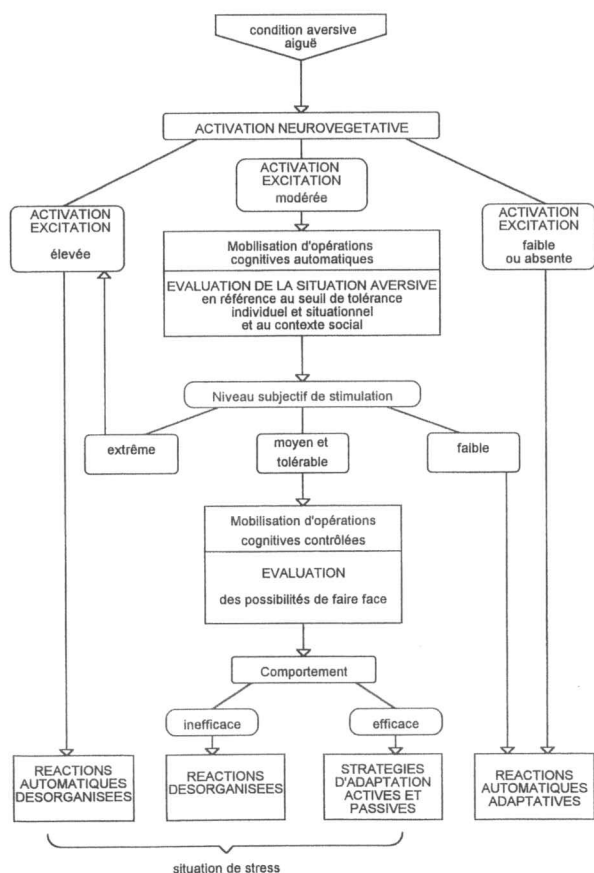 condition aversive
aiguë
ACTIVATION NEUROVEGETATIVE
ACTIVATION
EXCITATION
modérée
ACTIVATION
EXCITATION
élevée
ACTIVATION
EXCITATION
faible
ou absente
Mobilisation d'opérations
cognitives automatiques
EVALUATION DE LA SITUATION AVERSIVE
en référence au seuil de tolérance
individuel et situationnel
et au contexte social
Niveau subjectif de stimulation
extrême
moyen et
tolérable
faible
Mobilisation d'opérations
cognitives contrôlées
EVALUATION
des possibilités de faire face
Comportement
inefficace
efficace
REACTIONS
AUTOMATIQUES
DESORGANISEES
REACTIONS
DESORGANISEES
STRATEGIES
D'ADAPTATION
ACTIVES ET
PASSIVES
REACTIONS
AUTOMATIQUES
ADAPTATIVES
situation de stress